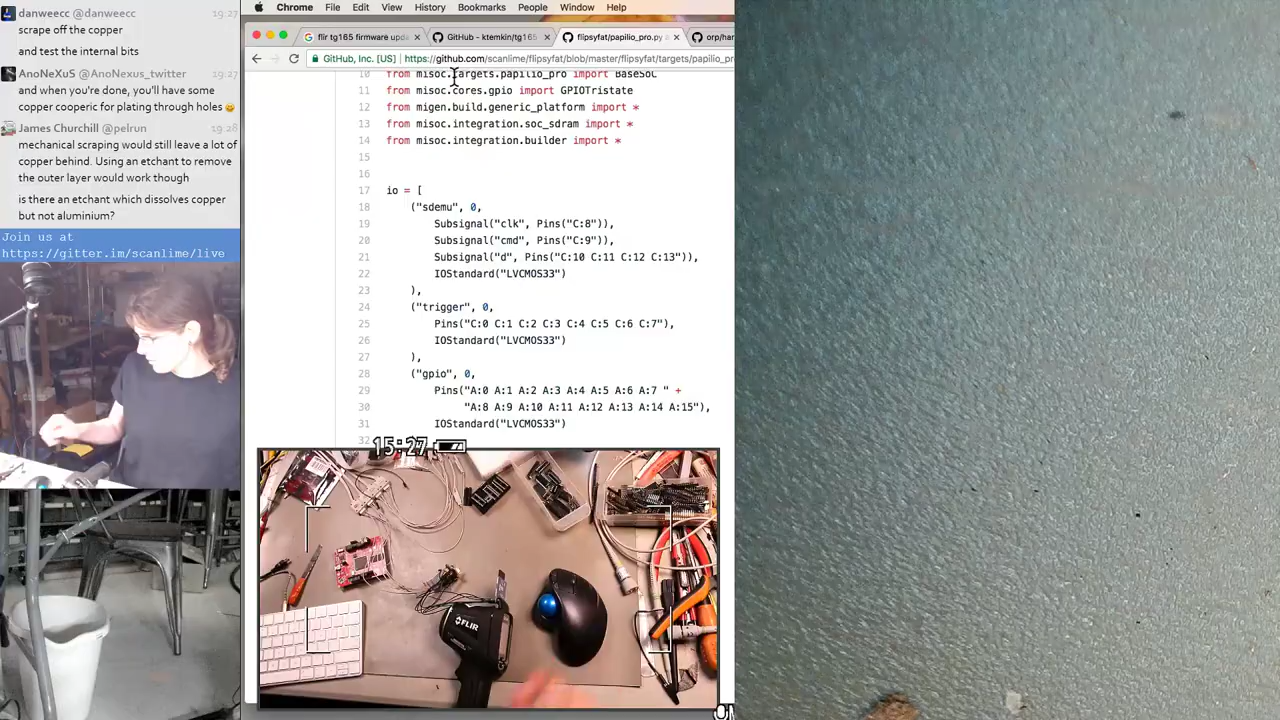 danweecc 19:27
scrape off the copper
and test the internal bits
AnoNeXuS @AnoNexus_twitter 19:27
and when you're done, you'll have some
copper cooperic for plating through holes
James Churchill @pelrun 19:28
mechanical scraping would still leave a lot of
copper behind. Using an etchant to remove
the outer layer would work though
is there an etchant which dissolves copper
but not aluminium?
Join us at
https://gitter.im/scanlime/live
Chrome File Edit View History Bookmarks People Window Help
flir tg165 firmware upda
GitHub - ktemkin/tg165
flipsyfat/papilio_pro.py a
orp/har
GitHub, Inc. [US] https://github.com/scanlime/flipsyfat/blob/master/flipsyfat/targets/papilio_pro
10 from misoc.targets.papilio_pro import BaseSoC
11 from misoc.cores.gpio import GPIOTristate
12 from migen.build.generic_platform import *
13 from misoc.integration.soc_sdram import *
14 from misoc.integration.builder import *
15
16
17 io = [
18 ("sdemu", 0,
19 Subsignal("clk", Pins("C:8")),
20 Subsignal("cmd", Pins("C:9")),
21 Subsignal("d", Pins("C:10 C:11 C:12 C:13")),
22 IOStandard("LVCMOS33")
23 ),
24 ("trigger", 0,
25 Pins("C:0 C:1 C:2 C:3 C:4 C:5 C:6 C:7"),
26 IOStandard("LVCMOS33")
27 ),
28 ("gpio", 0,
29 Pins("A:0 A:1 A:2 A:3 A:4 A:5 A:6 A:7 " +
30 "A:8 A:9 A:10 A:11 A:12 A:13 A:14 A:15"),
31 IOStandard("LVCMOS33")
32
15:27
FLIR